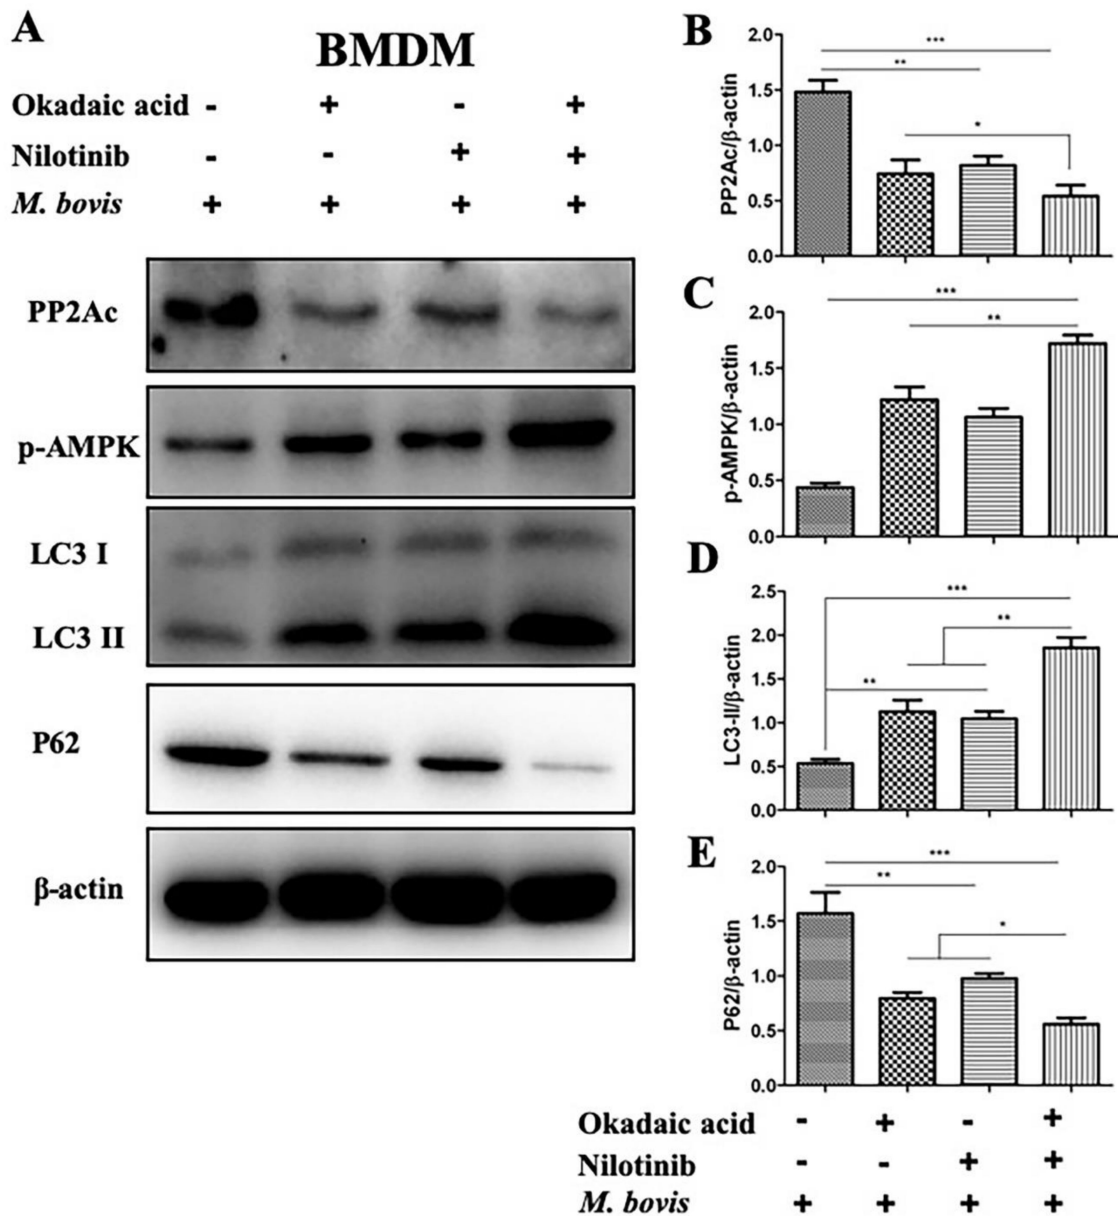 A
BMDM
Okadaic acid - + - +
Nilotinib - - + +
M. bovis + + + +
PP2Ac
p-AMPK
LC3 I
LC3 II
P62
β-actin
B
PP2Ac/β-actin
2.0
1.5
1.0
0.5
0.0
***
**
*
C
p-AMPK/β-actin
2.0
1.5
1.0
0.5
0.0
***
**
D
LC3-II/β-actin
2.5
2.0
1.5
1.0
0.5
0.0
***
**
**
E
P62/β-actin
2.0
1.5
1.0
0.5
0.0
***
**
*
Okadaic acid - + - +
Nilotinib - - + +
M. bovis + + + +